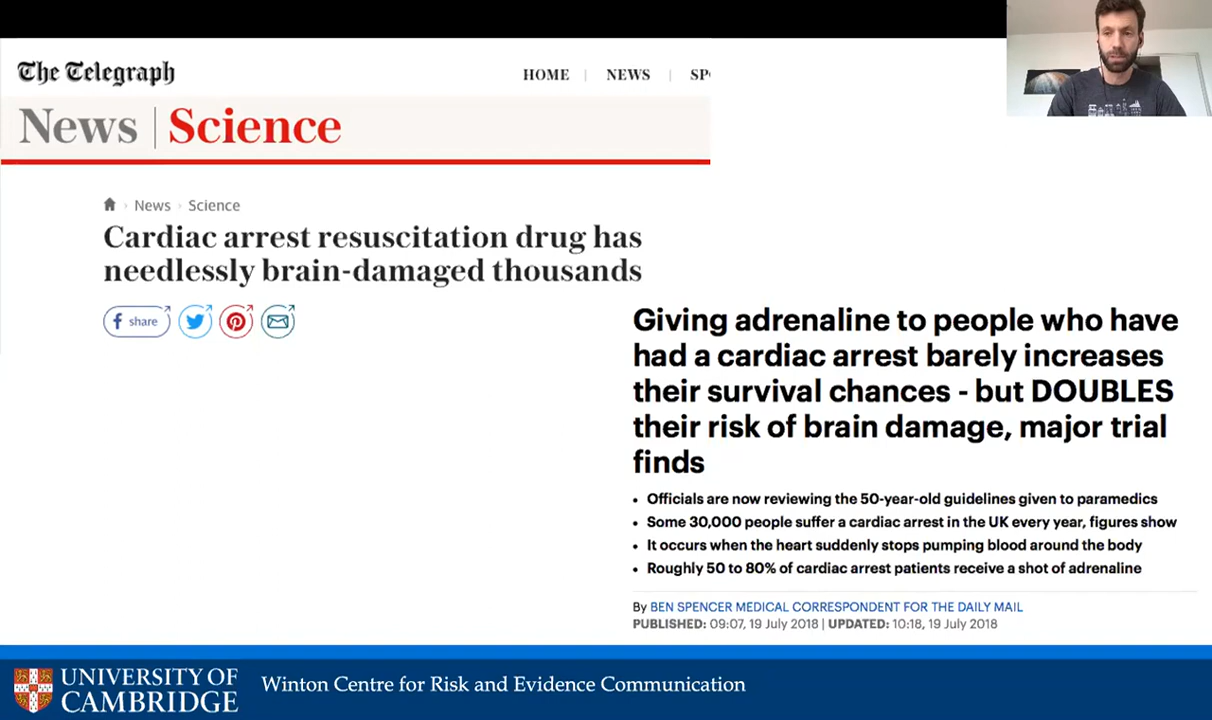 The Telegraph
HOME | NEWS | SP
News | Science
News › Science
Cardiac arrest resuscitation drug has
needlessly brain-damaged thousands
f share
Giving adrenaline to people who have
had a cardiac arrest barely increases
their survival chances - but DOUBLES
their risk of brain damage, major trial
finds
• Officials are now reviewing the 50-year-old guidelines given to paramedics
• Some 30,000 people suffer a cardiac arrest in the UK every year, figures show
• It occurs when the heart suddenly stops pumping blood around the body
• Roughly 50 to 80% of cardiac arrest patients receive a shot of adrenaline
By BEN SPENCER MEDICAL CORRESPONDENT FOR THE DAILY MAIL
PUBLISHED: 09:07, 19 July 2018 | UPDATED: 10:18, 19 July 2018
UNIVERSITY OF
CAMBRIDGE
Winton Centre for Risk and Evidence Communication